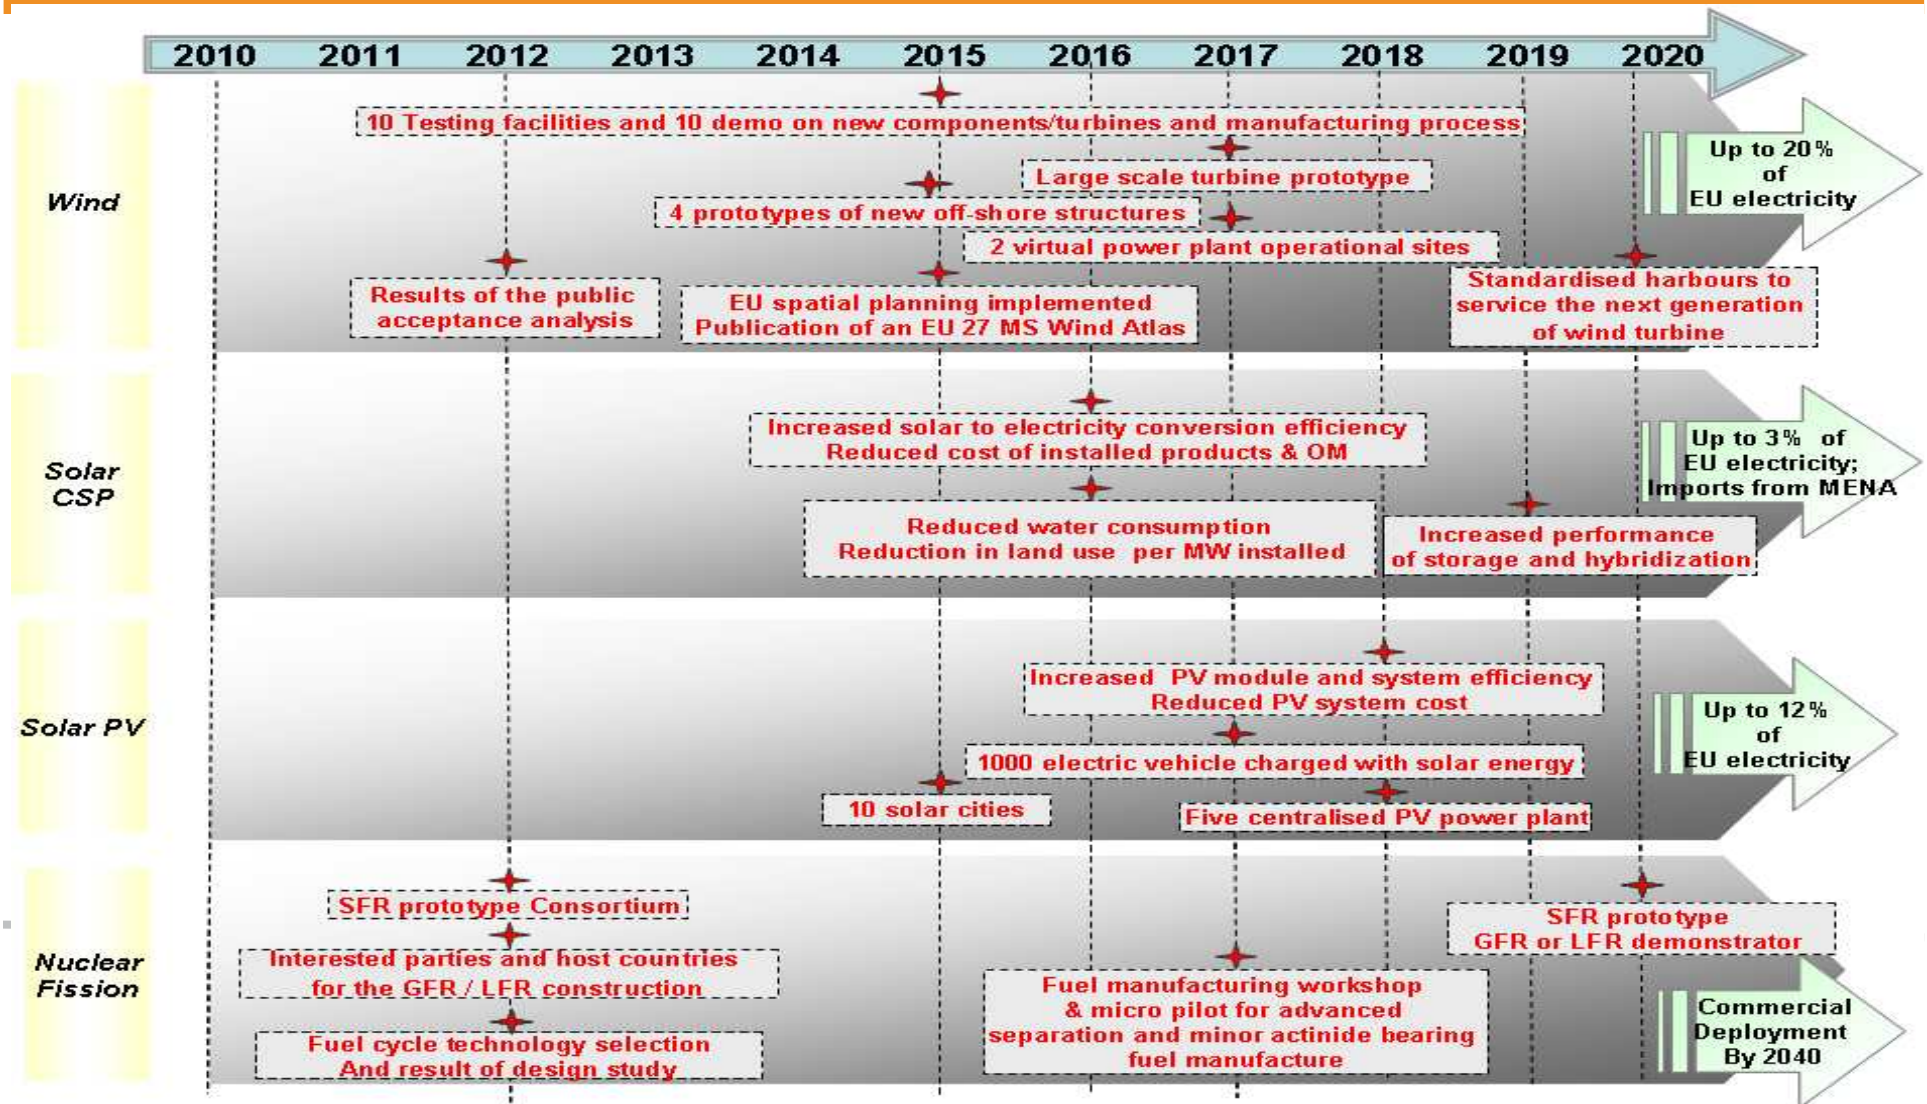 2010 2011 2012 2013 2014 2015 2016 2017 2018 2019 2020
Wind
10 Testing facilities and 10 demo on new components/turbines and manufacturing process
Large scale turbine prototype
4 prototypes of new off-shore structures
2 virtual power plant operational sites
Results of the public
acceptance analysis
EU spatial planning implemented
Publication of an EU 27 MS Wind Atlas
Standardised harbours to
service the next generation
of wind turbine
Up to 20%
of
EU electricity
Solar
CSP
Increased solar to electricity conversion efficiency
Reduced cost of installed products & OM
Reduced water consumption
Reduction in land use per MW installed
Increased performance
of storage and hybridization
Up to 3% of
EU electricity;
Imports from MENA
Solar PV
Increased PV module and system efficiency
Reduced PV system cost
1000 electric vehicle charged with solar energy
10 solar cities
Five centralised PV power plant
Up to 12%
of
EU electricity
Nuclear
Fission
SFR prototype Consortium
Interested parties and host countries
for the GFR / LFR construction
Fuel cycle technology selection
And result of design study
Fuel manufacturing workshop
& micro pilot for advanced
separation and minor actinide bearing
fuel manufacture
SFR prototype
GFR or LFR demonstrator
Commercial
Deployment
By 2040